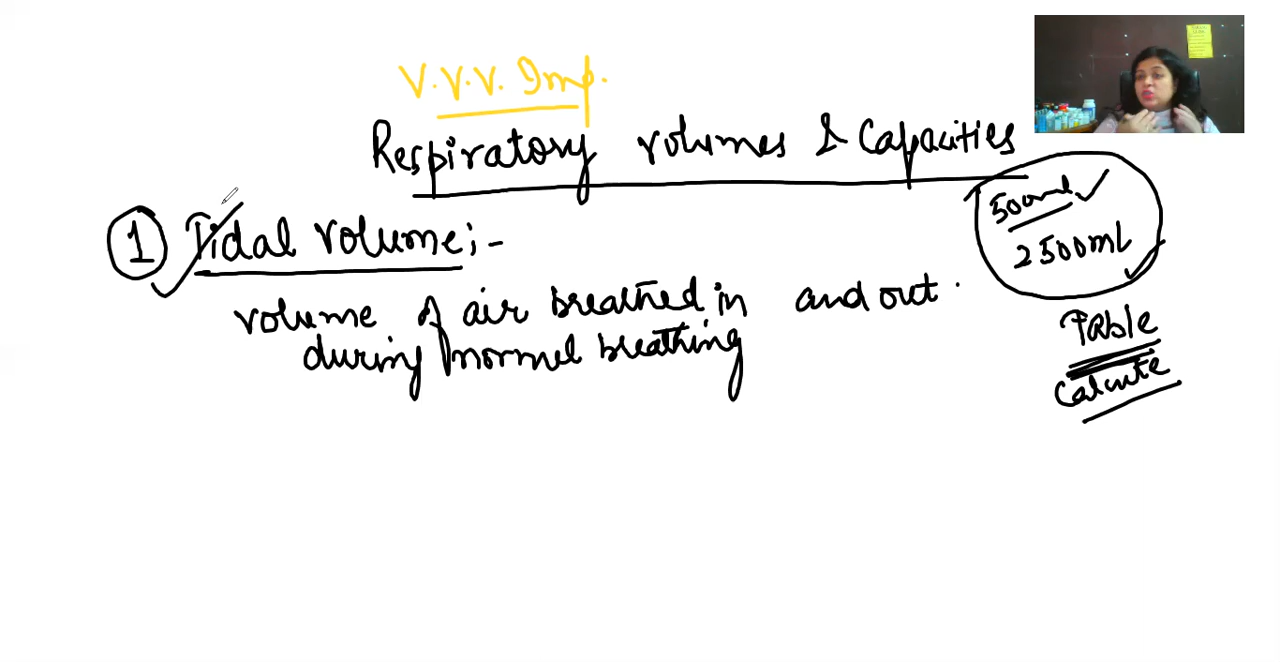 V.V.V. Imp.
Respiratory volumes & Capacities
1 Tidal volume:-
volume of air breathed in and out.
during normal breathing
500ml
2500ml
Table